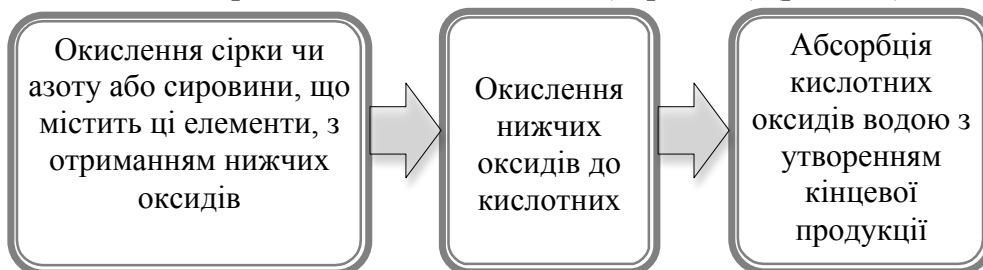 Окислення сірки чи
азоту або сировини, що
містить ці елементи, з
отриманням нижчих
оксидів
Окислення
нижчих
оксидів до
кислотних
Абсорбція
кислотних
оксидів водою з
утворенням
кінцевої
продукції